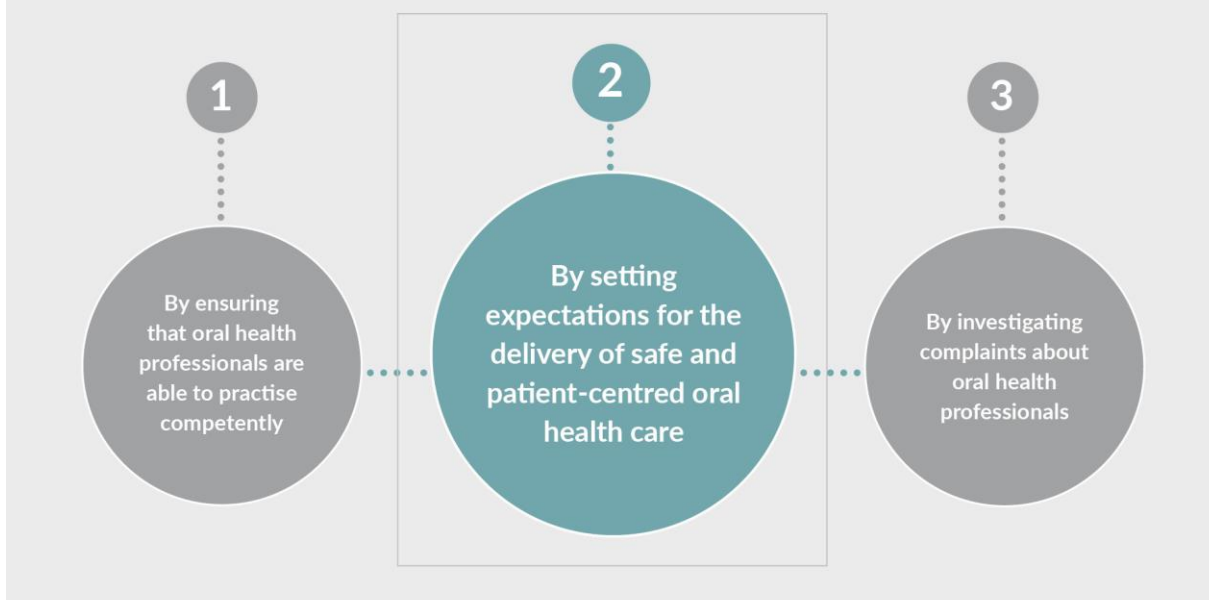 1
By ensuring
that oral health
professionals are
able to practise
competently
2
By setting
expectations for the
delivery of safe and
patient-centred oral
health care
3
By investigating
complaints about
oral health
professionals